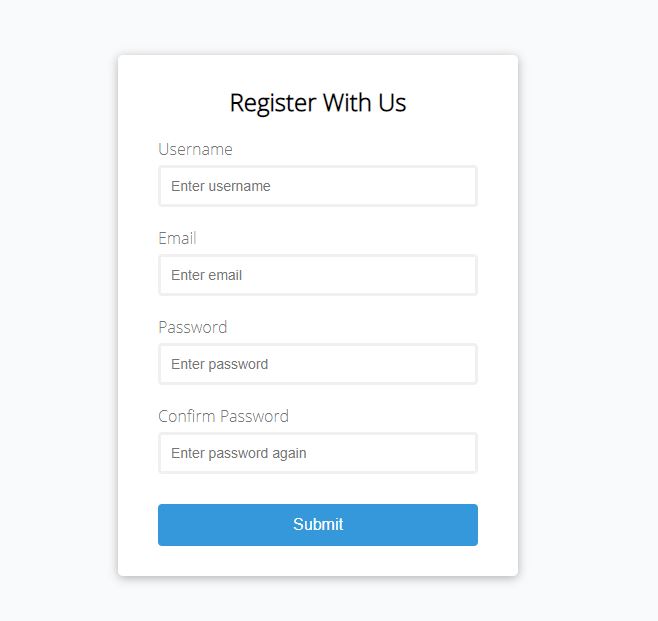 Register With Us
Username
Enter username
Email
Enter email
Password
Enter password
Confirm Password
Enter password again
Submit